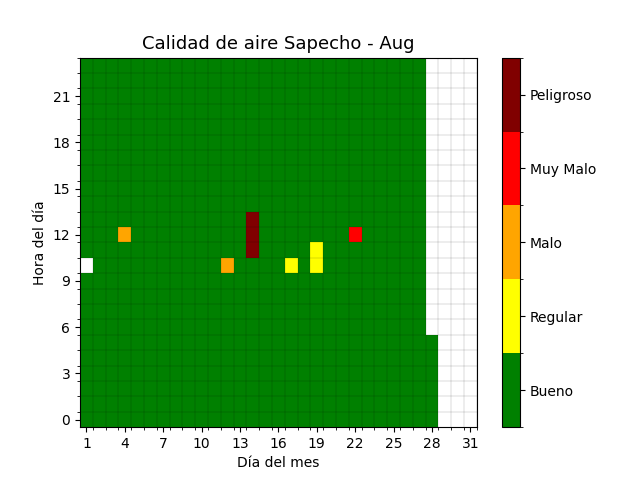 Calidad de aire Sapecho - Aug
Hora del día
21
18
15
12
9
6
3
0
1 4 7 10 13 16 19 22 25 28 31
Día del mes
Peligroso
Muy Malo
Malo
Regular
Bueno